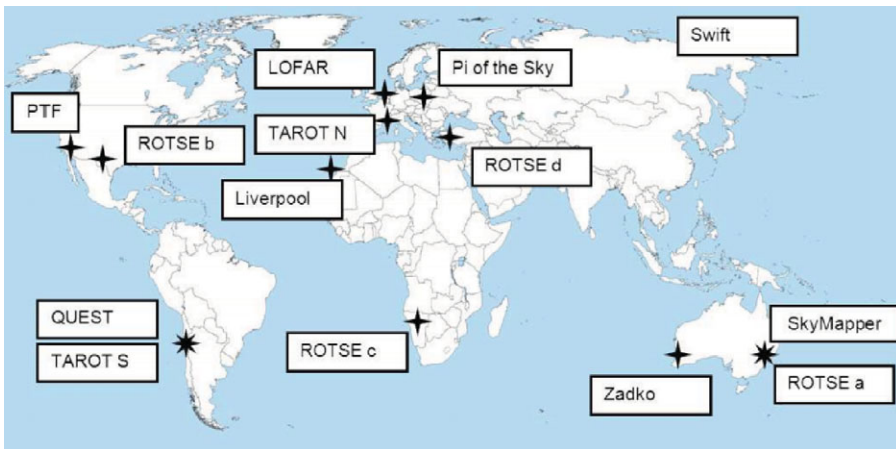 Swift
LOFAR
Pi of the Sky
PTF
TAROT N
ROTSE b
ROTSE d
Liverpool
QUEST
SkyMapper
TAROT S
ROTSE c
Zadko
ROTSE a